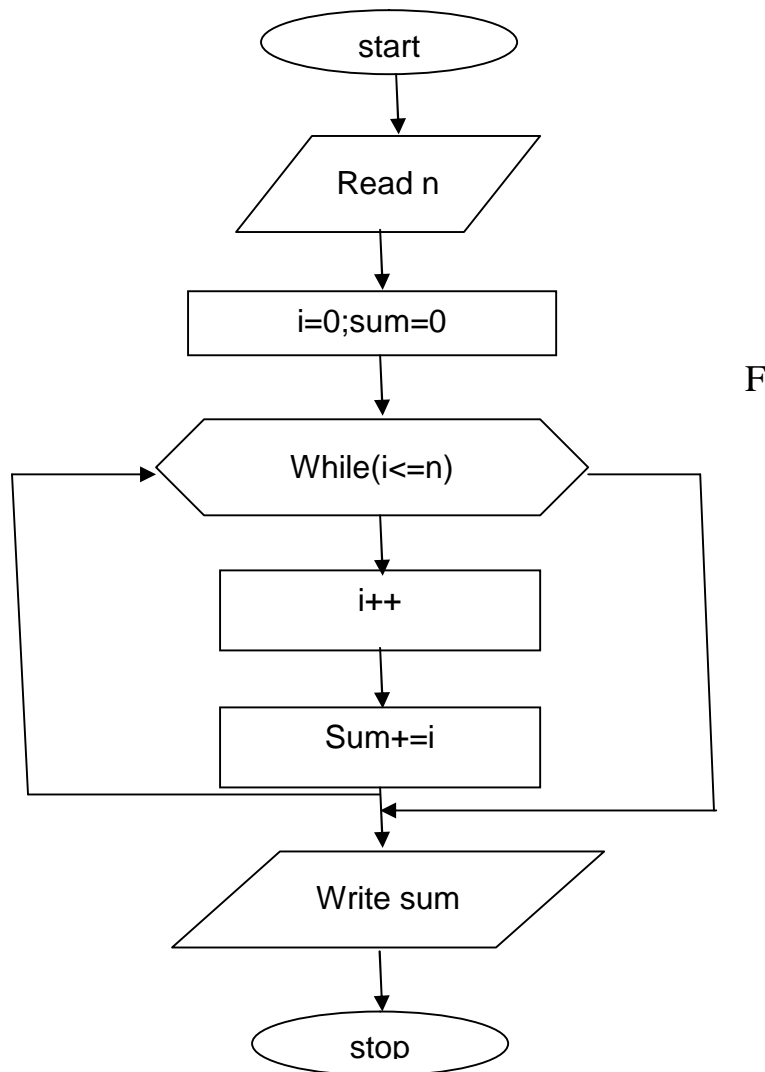 start
Read n
i=0;sum=0
F
While(i<=n)
i++
Sum+=i
Write sum
stop